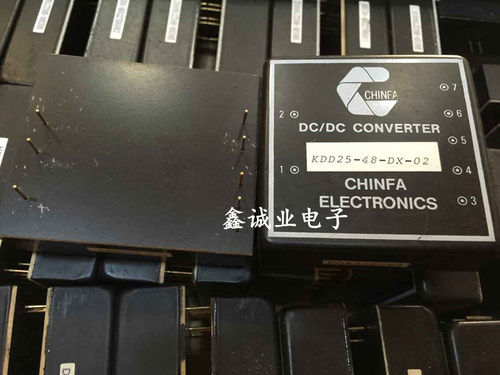 CHINFA
7
2
6
DC/DC CONVERTER
5
KDD25-48-DX-02
1
4
CHINFA
ELECTRONICS
3
鑫诚业电子